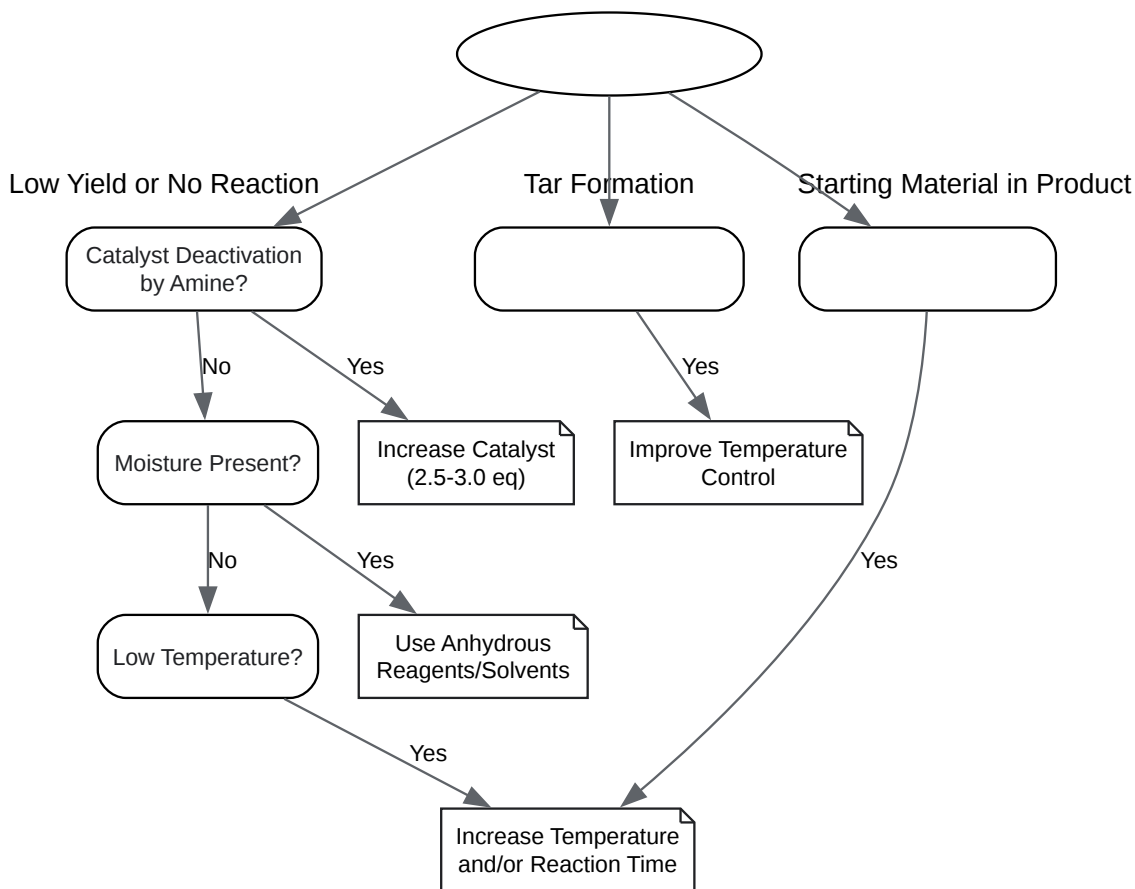 Low Yield or No Reaction
Tar Formation
Starting Material in Product
Catalyst Deactivation
by Amine?
No
Yes
Yes
Moisture Present?
Increase Catalyst
(2.5-3.0 eq)
Improve Temperature
Control
No
Yes
Yes
Low Temperature?
Use Anhydrous
Reagents/Solvents
Yes
Increase Temperature
and/or Reaction Time